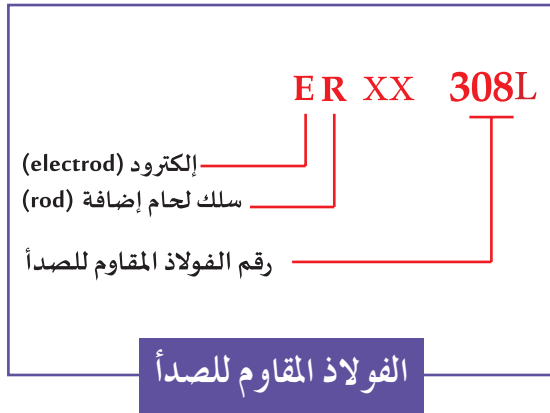 ER XX 308L
إلكترود (electrod)
سلك لحام إضافة (rod)
رقم الفولاذ المقاوم للصدأ
الفولاذ المقاوم للصدأ